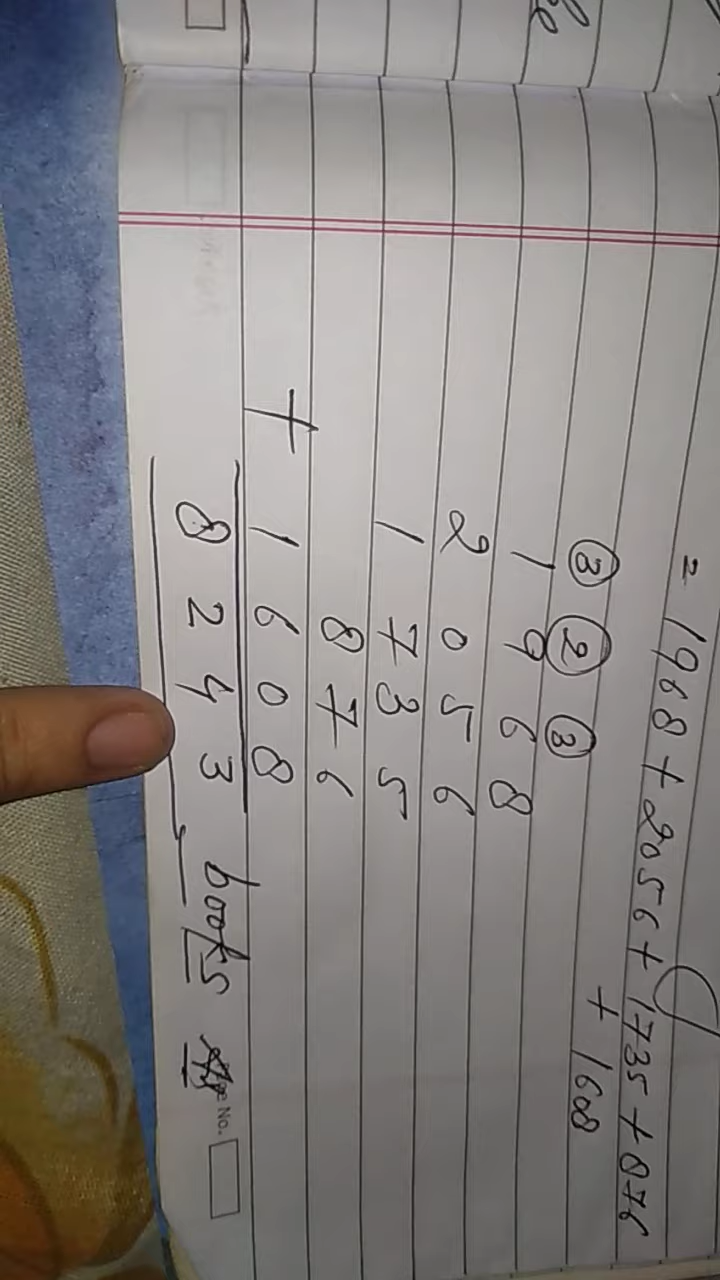 = 1968 + 2056 + 1735 + 876
+ 1608
3 2 3
1 9 6 8
2 0 5 6
1 7 3 5
8 7 6
+ 1 6 0 8
8 2 4 3 books
No.